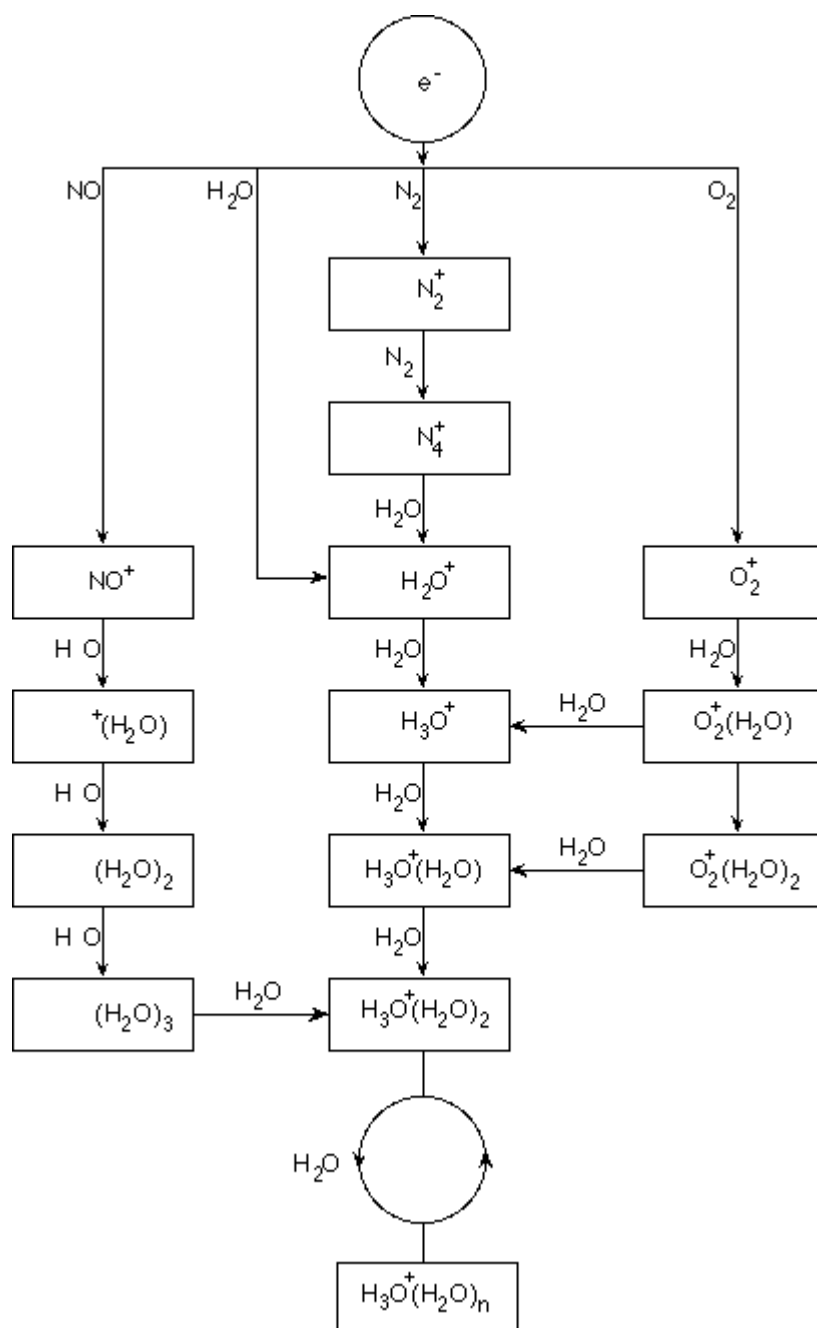 e⁻
NO H₂O N₂ O₂
N₂⁺
N₂
N₄⁺
H₂O
NO⁺ H₂O⁺ O₂⁺
H O H₂O H₂O
⁺(H₂O) H₃O⁺ H₂O O₂⁺(H₂O)
H O H₂O
(H₂O)₂ H₃O⁺(H₂O) H₂O O₂⁺(H₂O)₂
H O H₂O
(H₂O)₃ H₂O H₃O⁺(H₂O)₂
H₂O
H₃O⁺(H₂O)ₙ